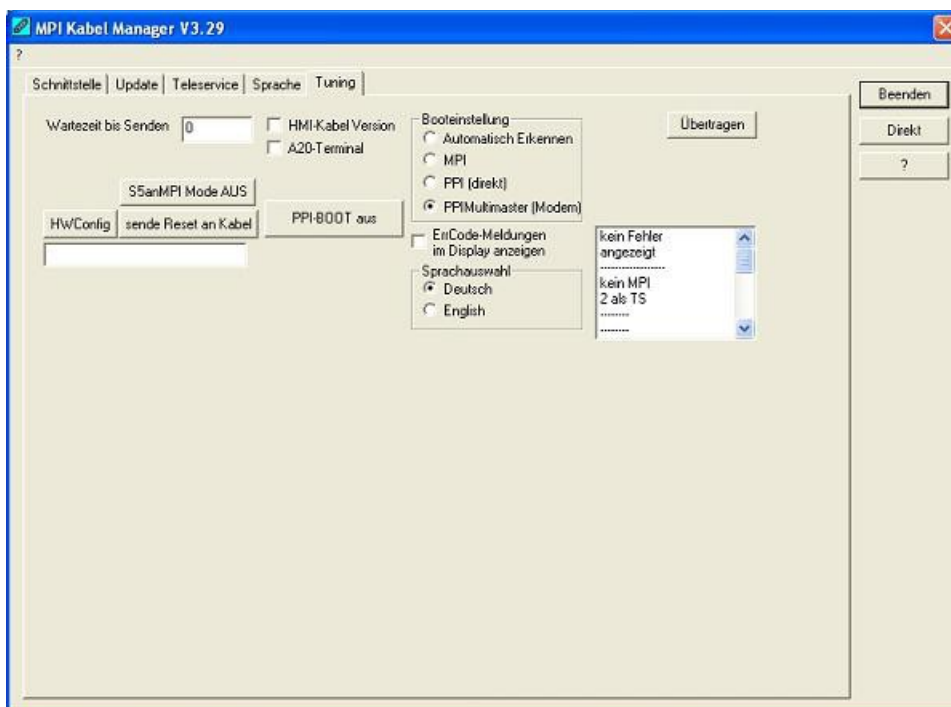 MPI Kabel Manager V3.29
?
Schnittstelle
Update
Teleservice
Sprache
Tuning
Beenden
Direkt
?
Wartezeit bis Senden
0
HMI-Kabel Version
A20-Terminal
Booteinstellung
Automatisch Erkennen
MPI
PPI (direkt)
PPIMultimaster (Modem)
Übertragen
S5anMPI Mode AUS
HWConfig
sende Reset an Kabel
PPI-BOOT aus
ErrCode-Meldungen
im Display anzeigen
Sprachauswahl
Deutsch
English
kein Fehler
angezeigt
------------------
kein MPI
2 als TS
--------
--------